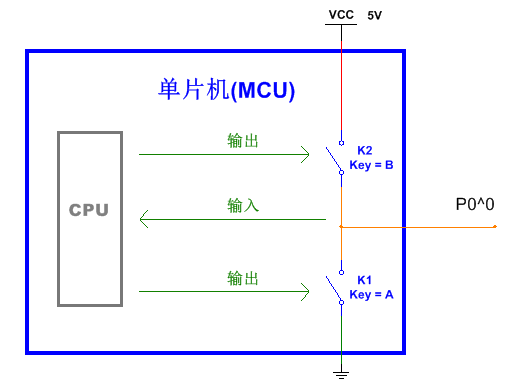 VCC 5V
单片机(MCU)
输出
K2
Key = B
CPU
输入
P0^0
输出
K1
Key = A